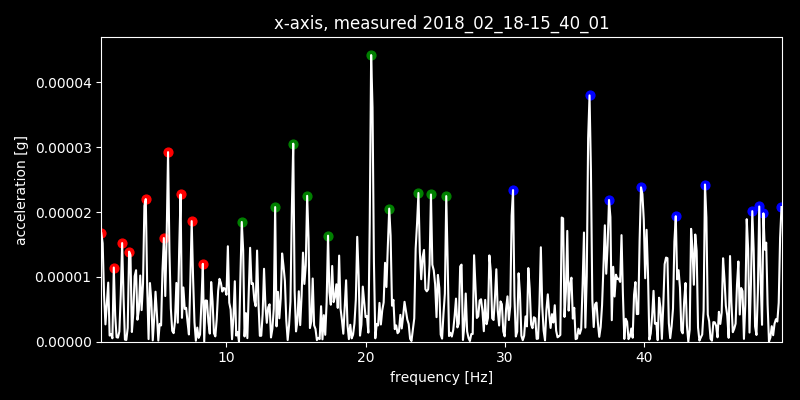 x-axis, measured 2018_02_18-15_40_01
acceleration [g]
0.00004
0.00003
0.00002
0.00001
0.00000
10 20 30 40
frequency [Hz]